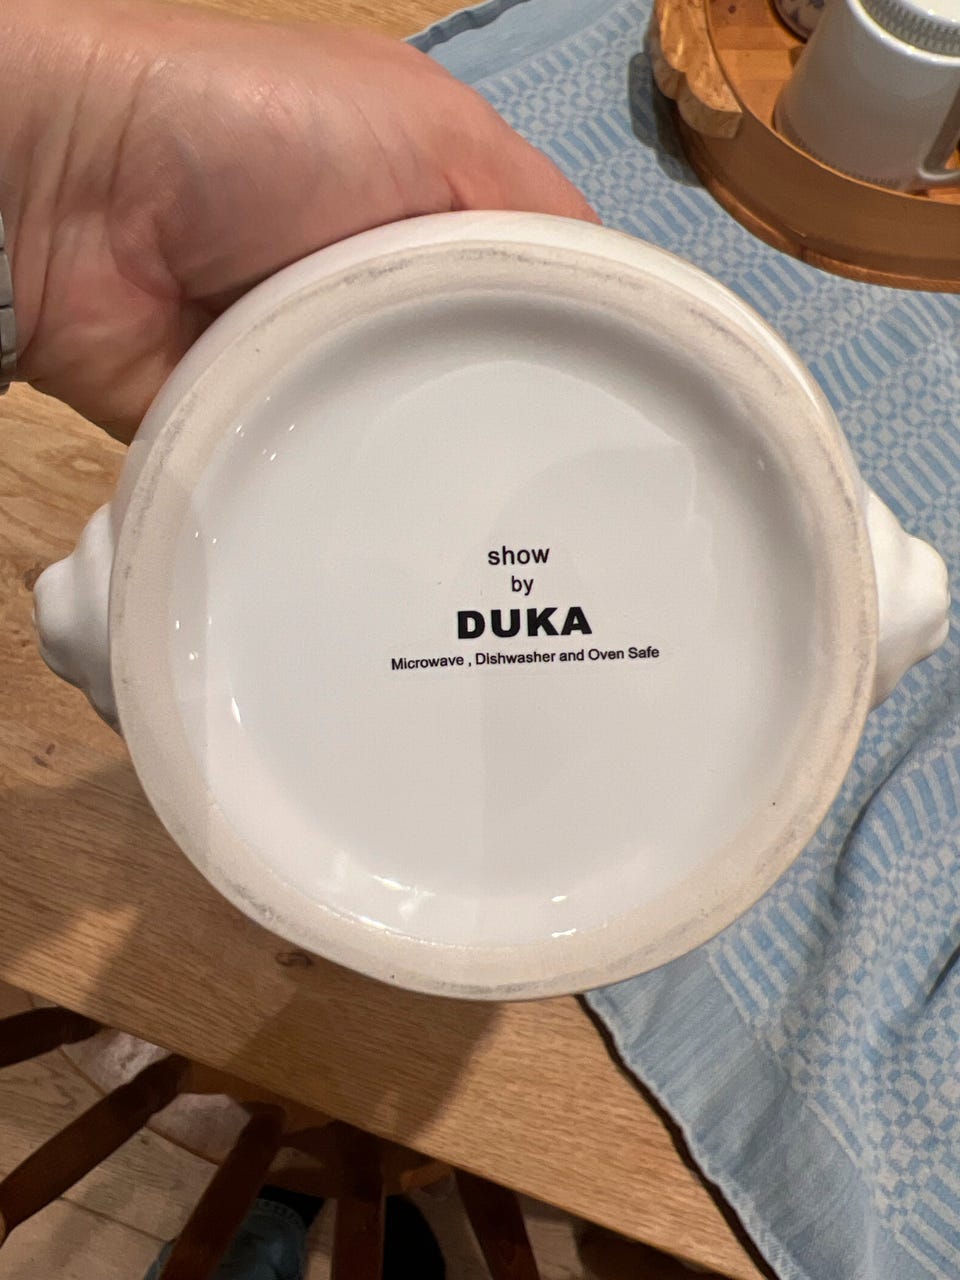 show
by
DUKA
Microwave , Dishwasher and Oven Safe